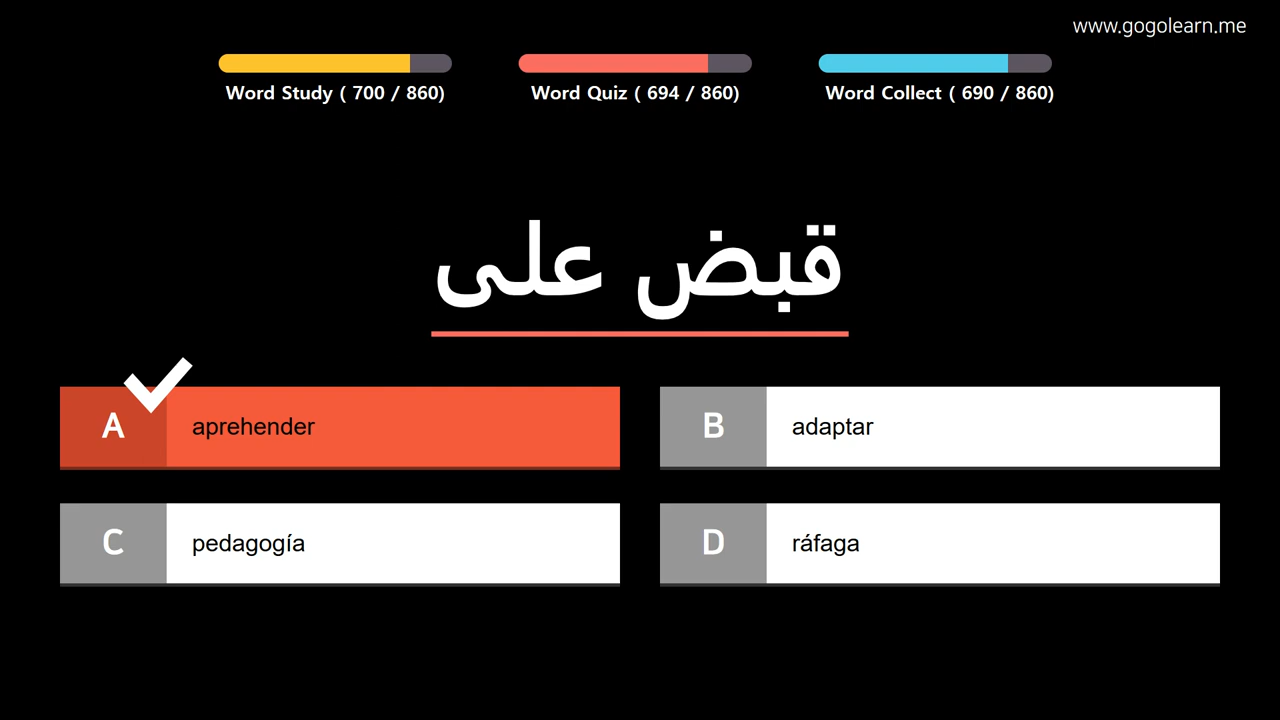 www.gogolearn.me
Word Study ( 700 / 860)
Word Quiz ( 694 / 860)
Word Collect ( 690 / 860)
قبض على
A aprehender
B adaptar
C pedagogía
D ráfaga